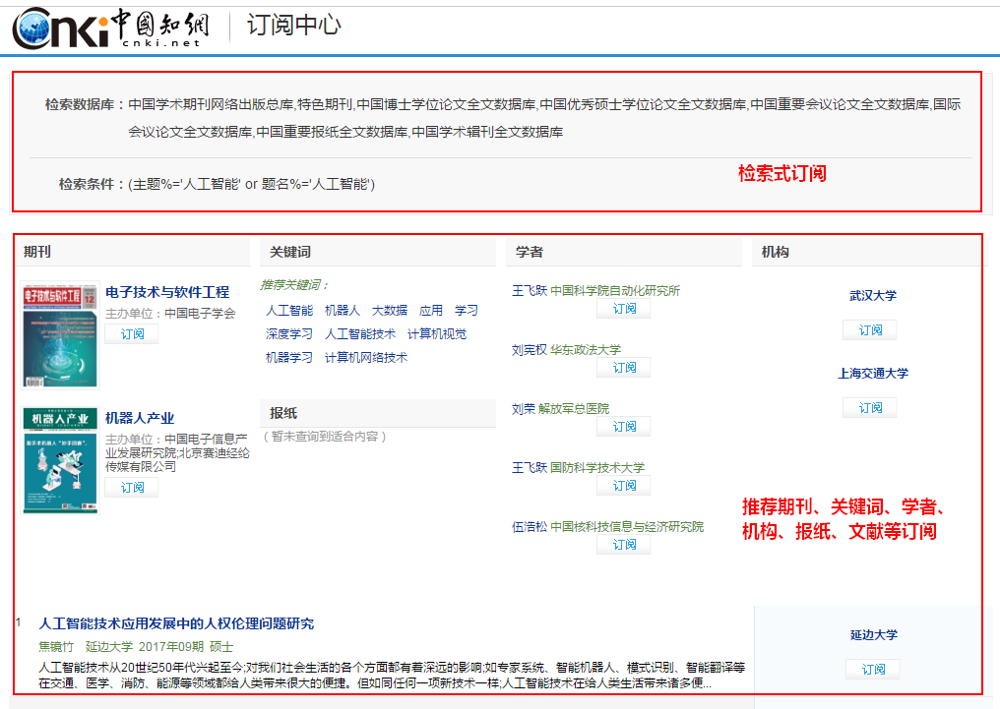 Cnki中國知網
cnki.net
订阅中心
检索数据库：中国学术期刊网络出版总库,特色期刊,中国博士学位论文全文数据库,中国优秀硕士学位论文全文数据库,中国重要会议论文全文数据库,国际
会议论文全文数据库,中国重要报纸全文数据库,中国学术辑刊全文数据库
检索条件：(主题%='人工智能' or 题名%='人工智能')
检索式订阅
期刊
电子技术与软件工程
12
电子技术与软件工程
主办单位：中国电子学会
订阅
机器人产业
机器人产业
主办单位：中国电子信息产
业发展研究院;北京赛迪经纶
传媒有限公司
订阅
关键词
推荐关键词：
人工智能 机器人 大数据 应用 学习
深度学习 人工智能技术 计算机视觉
机器学习 计算机网络技术
报纸
（暂未查询到适合内容）
学者
王飞跃 中国科学院自动化研究所
订阅
刘宪权 华东政法大学
订阅
刘荣 解放军总医院
订阅
王飞跃 国防科学技术大学
订阅
伍浩松 中国核科技信息与经济研究院
订阅
机构
武汉大学
订阅
上海交通大学
订阅
推荐期刊、关键词、学者、
机构、报纸、文献等订阅
1 人工智能技术应用发展中的人权伦理问题研究
焦镜竹 延边大学 2017年09期 硕士
人工智能技术从20世纪50年代兴起至今;对我们社会生活的各个方面都有着深远的影响;如专家系统、智能机器人、模式识别、智能翻译等
在交通、医学、消防、能源等领域都给人类带来很大的便捷。但如同任何一项新技术一样;人工智能技术在给人类生活带来诸多便...
延边大学
订阅